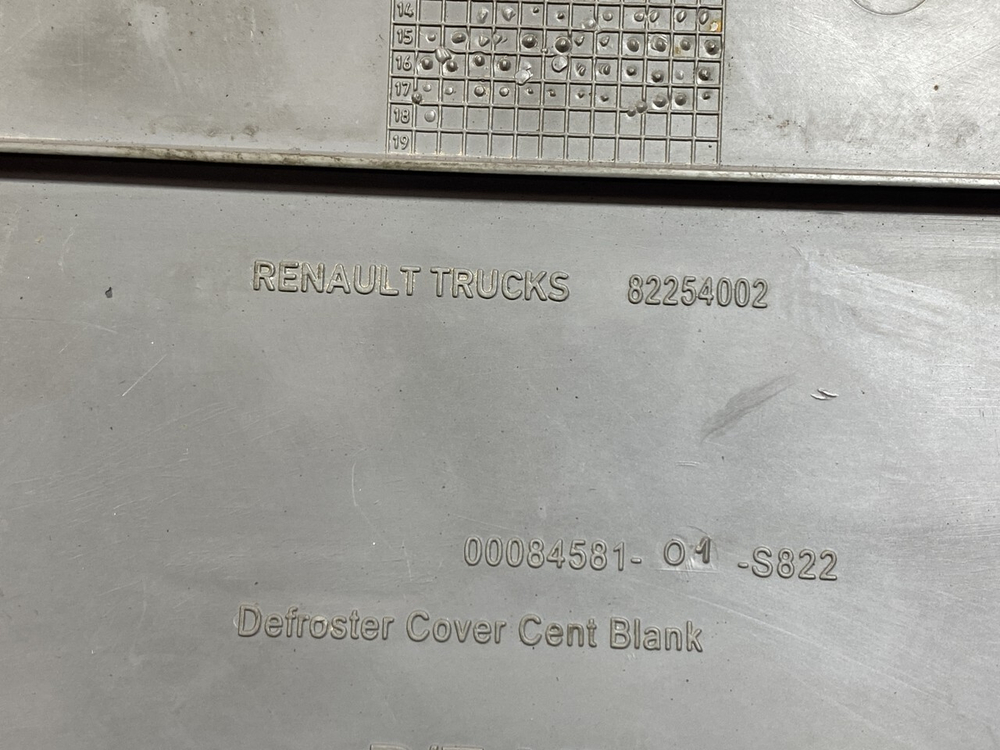 14
15
16
17
18
19
RENAULT TRUCKS 82254002
00084581- 01 -S822
Defroster Cover Cent Blank